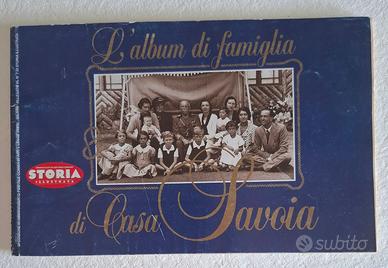 L'album di famiglia
STORIA
ILLUSTRATA
di Casa Savoia
subito